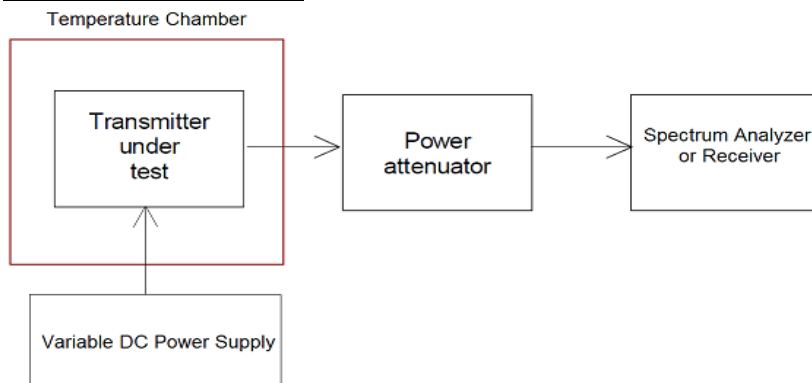 Temperature Chamber
Transmitter
under
test
Power
attenuator
Spectrum Analyzer
or Receiver
Variable DC Power Supply